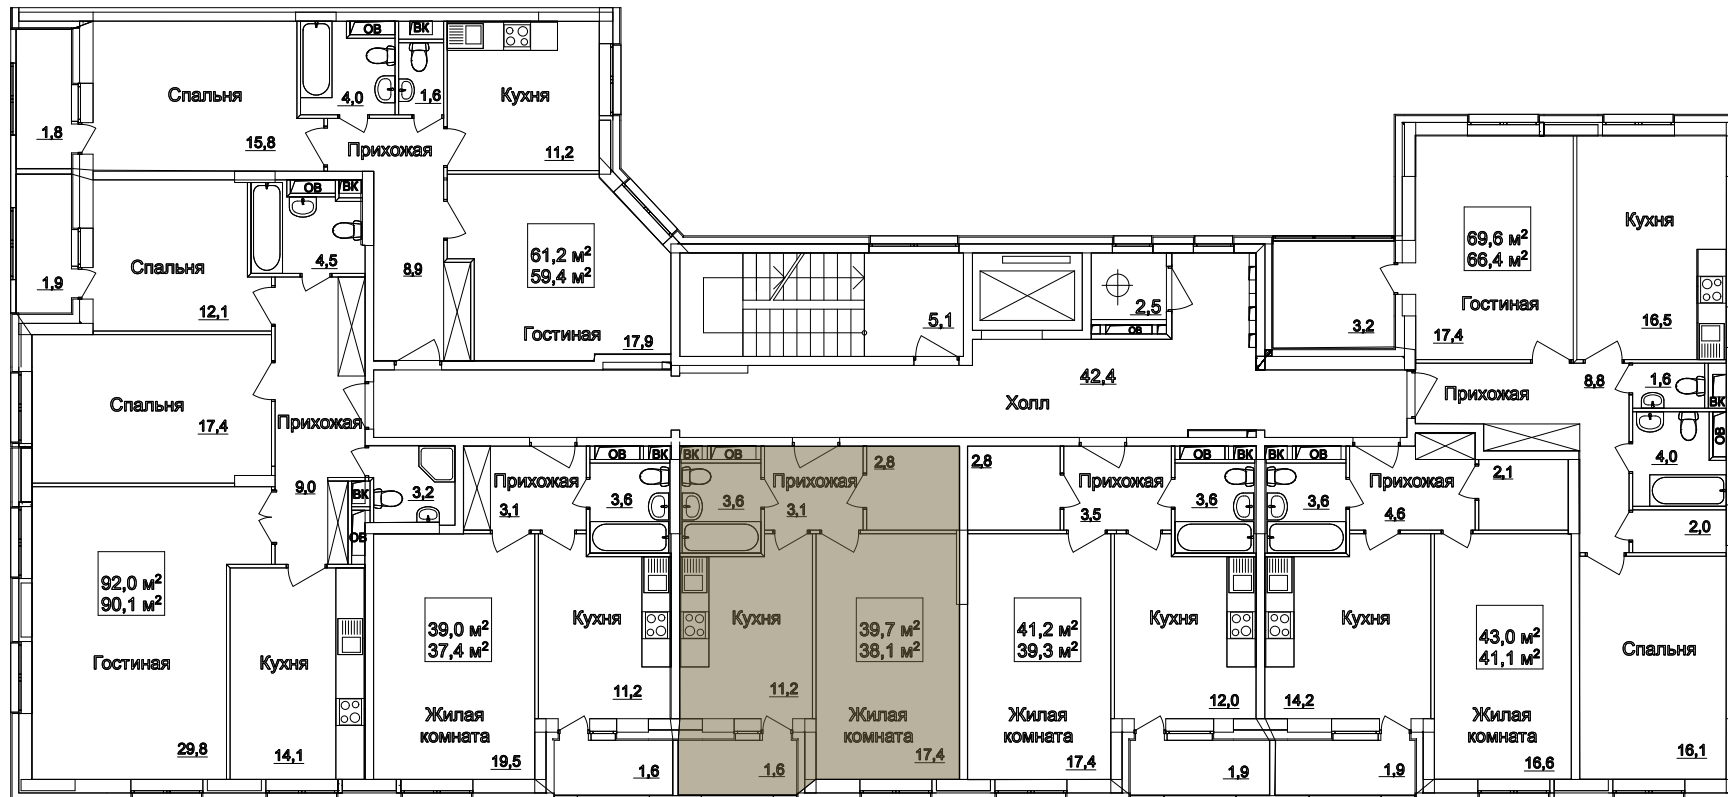 ОВ
ВК
Спальня
4,0
1,6
Кухня
1,8
15,8
Прихожая
11,2
ОВ
ВК
Спальня
4,5
1,9
12,1
8,9
61,2 м²
59,4 м²
Гостиная
17,9
5,1
2,5
ОВ
3,2
69,6 м²
66,4 м²
Гостиная
17,4
Кухня
16,5
Спальня
17,4
Прихожая
9,0
42,4
Холл
Прихожая
8,8
1,6
ВК
ОВ
4,0
2,0
ВК
ОВ
3,2
Прихожая
3,1
ОВ
ВК
3,6
ВК
ОВ
3,6
Прихожая
3,1
2,8
2,8
Прихожая
3,5
ОВ
ВК
3,6
ВК
ОВ
3,6
Прихожая
4,6
2,1
92,0 м²
90,1 м²
Гостиная
29,8
Кухня
14,1
39,0 м²
37,4 м²
Жилая
комната
19,5
Кухня
11,2
1,6
Кухня
11,2
1,6
39,7 м²
38,1 м²
Жилая
комната
17,4
41,2 м²
39,3 м²
Жилая
комната
17,4
Кухня
12,0
1,9
Кухня
14,2
1,9
43,0 м²
41,1 м²
Жилая
комната
16,6
Спальня
16,1